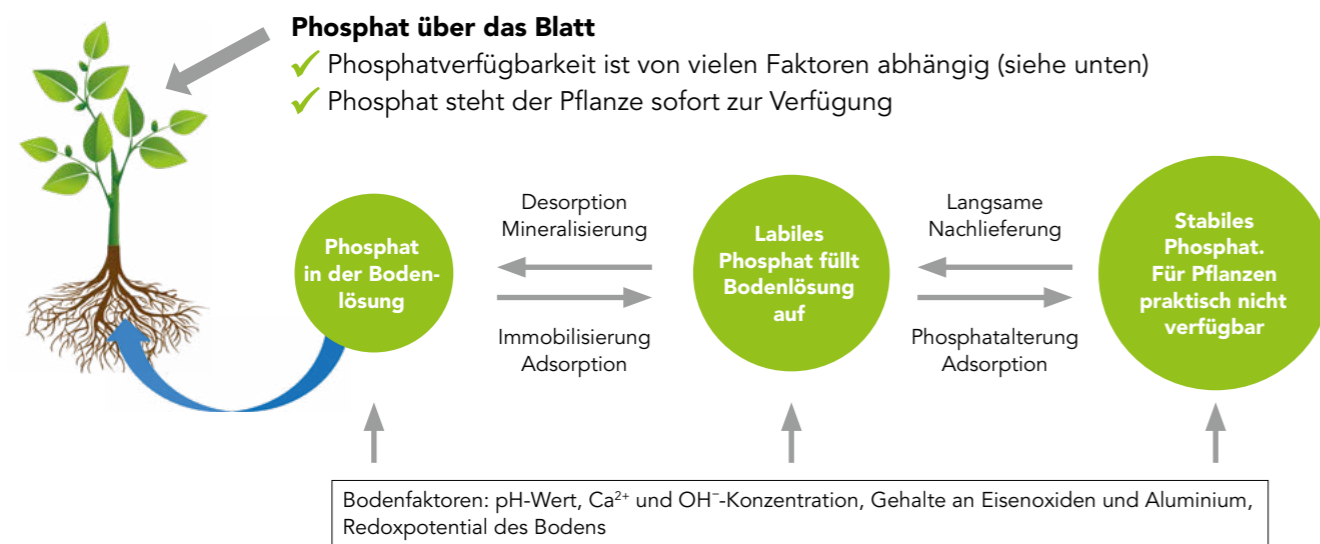 Phosphat über das Blatt
Phosphatverfügbarkeit ist von vielen Faktoren abhängig (siehe unten)
Phosphat steht der Pflanze sofort zur Verfügung
Phosphat
in der Boden-
lösung
Desorption
Mineralisierung
Immobilisierung
Adsorption
Labiles
Phosphat füllt
Bodenlösung
auf
Langsame
Nachlieferung
Phosphatalterung
Adsorption
Stabiles
Phosphat.
Für Pflanzen
praktisch nicht
verfügbar
Bodenfaktoren: pH-Wert, Ca²⁺ und OH⁻-Konzentration, Gehalte an Eisenoxiden und Aluminium,
Redoxpotential des Bodens